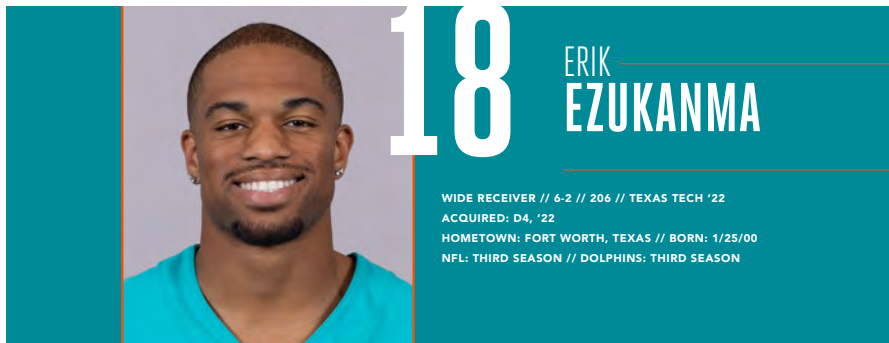 18
ERIK
EZUKANMA
WIDE RECEIVER // 6-2 // 206 // TEXAS TECH ‘22
ACQUIRED: D4, ‘22
HOMETOWN: FORT WORTH, TEXAS // BORN: 1/25/00
NFL: THIRD SEASON // DOLPHINS: THIRD SEASON